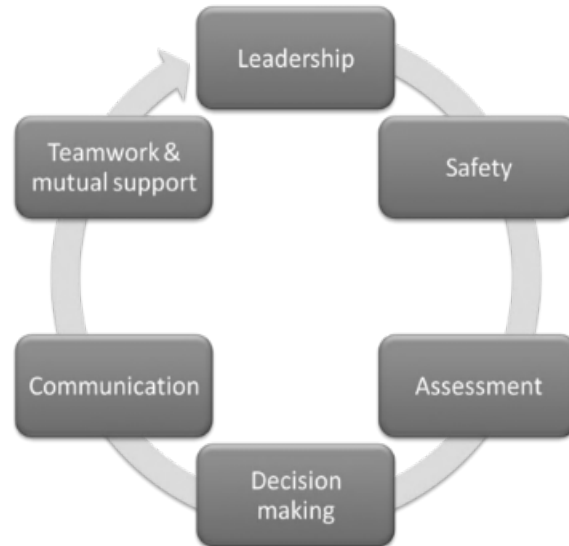 Leadership
Safety
Assessment
Decision
making
Communication
Teamwork &
mutual support